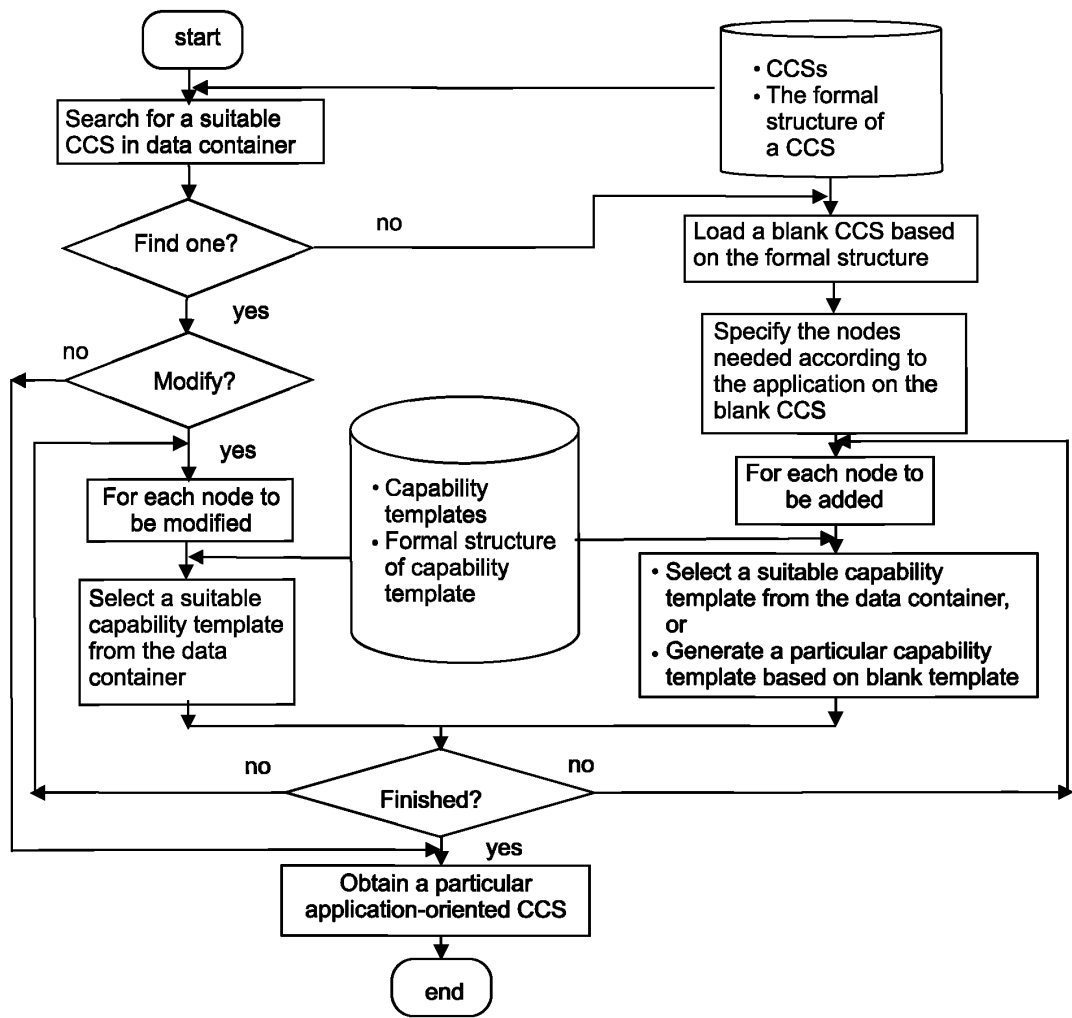 start
• CCSs
• The formal
structure of
a CCS
Search for a suitable
CCS in data container
Find one?
no
Load a blank CCS based
on the formal structure
yes
no
Modify?
Specify the nodes
needed according to
the application on the
blank CCS
yes
For each node to
be modified
• Capability
templates
• Formal structure
of capability
template
For each node to
be added
Select a suitable
capability template
from the data
container
• Select a suitable capability
template from the data container,
or
• Generate a particular capability
template based on blank template
no
no
Finished?
yes
Obtain a particular
application-oriented CCS
end